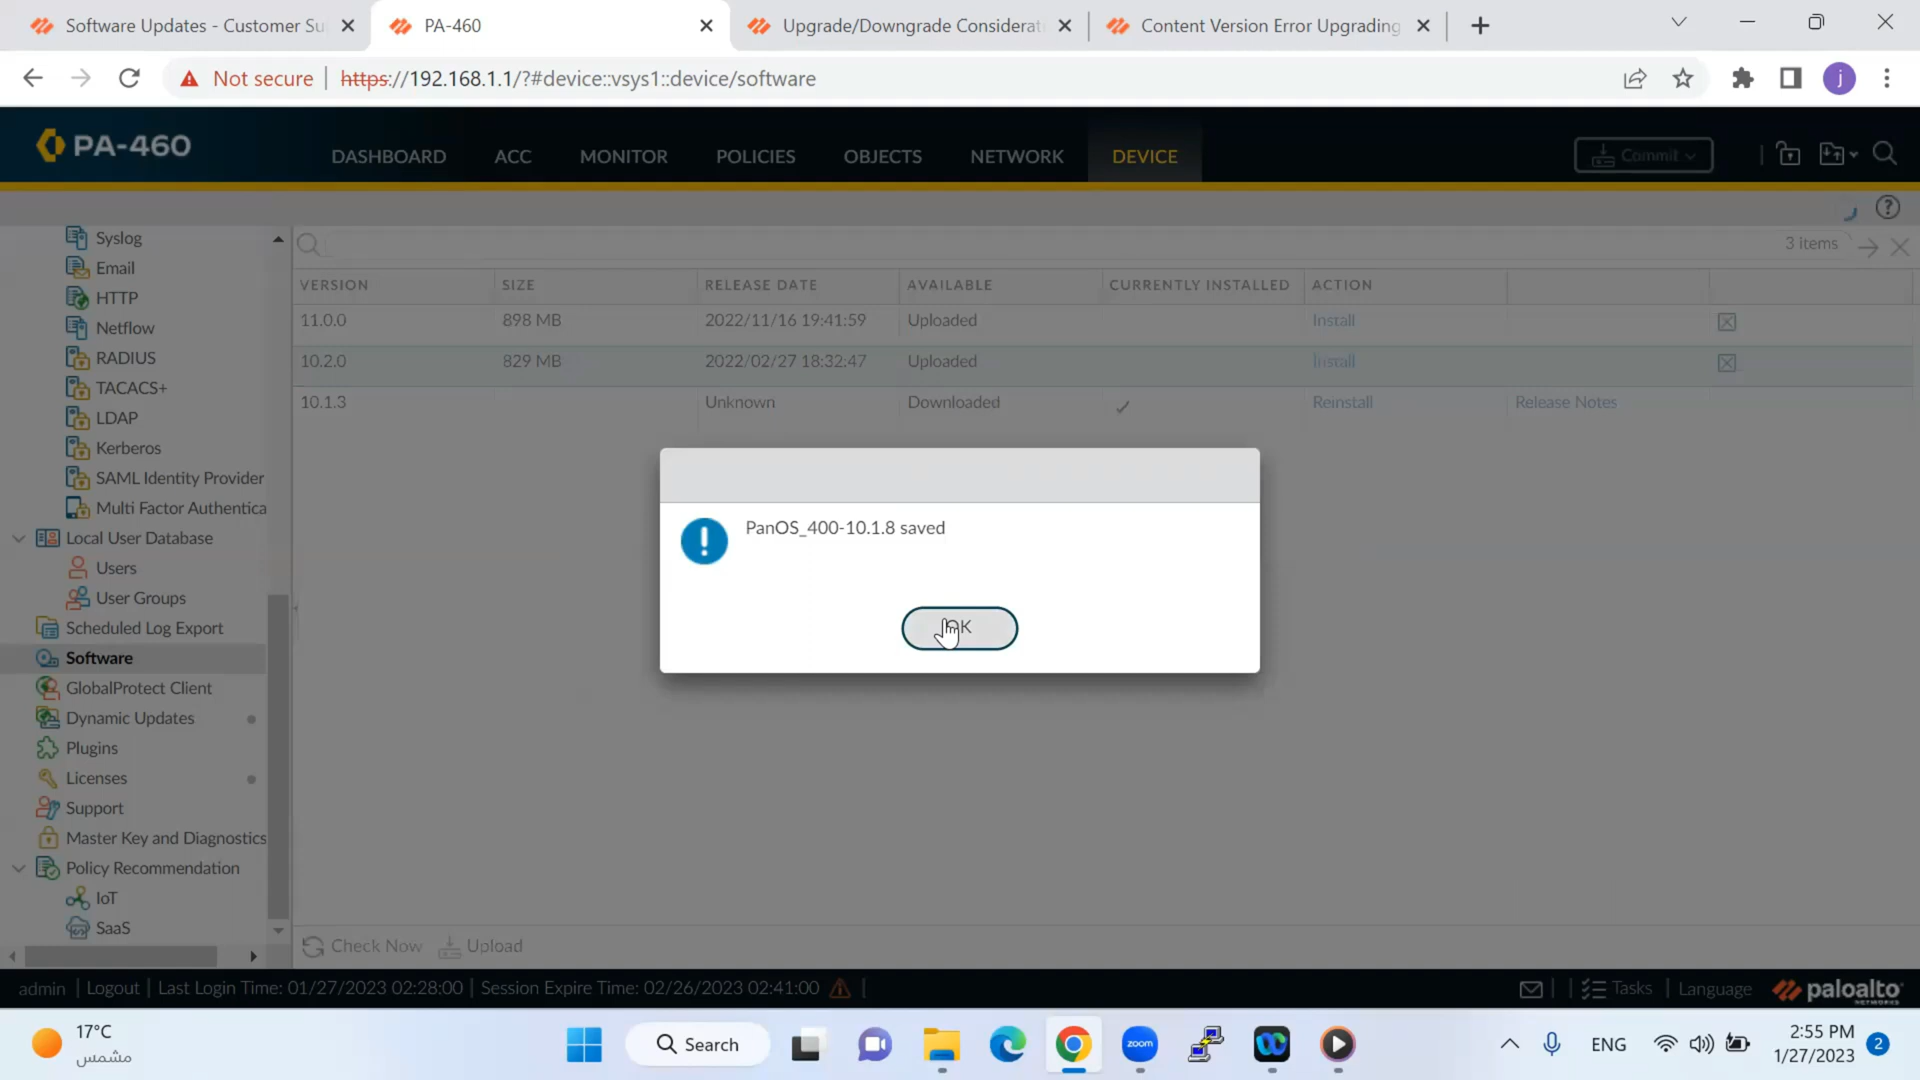 Software Updates - Customer Su
PA-460
Upgrade/Downgrade Considerat
Content Version Error Upgrading
Not secure
https://192.168.1.1/?#device::vsys1::device/software
j
PA-460
DASHBOARD
ACC
MONITOR
POLICIES
OBJECTS
NETWORK
DEVICE
Commit
Syslog
Email
HTTP
Netflow
RADIUS
TACACS+
LDAP
Kerberos
SAML Identity Provider
Multi Factor Authentica
Local User Database
Users
User Groups
Scheduled Log Export
Software
GlobalProtect Client
Dynamic Updates
Plugins
Licenses
Support
Master Key and Diagnostics
Policy Recommendation
IoT
SaaS
3 items
VERSION SIZE RELEASE DATE AVAILABLE CURRENTLY INSTALLED ACTION
11.0.0 898 MB 2022/11/16 19:41:59 Uploaded Install
10.2.0 829 MB 2022/02/27 18:32:47 Uploaded Install
10.1.3 Unknown Downloaded Reinstall Release Notes
PanOS_400-10.1.8 saved
OK
Check Now Upload
admin | Logout | Last Login Time: 01/27/2023 02:28:00 | Session Expire Time: 02/26/2023 02:41:00
Tasks | Language
paloalto
NETWORKS
17°C
مشمس
Search
zoom
ENG
2:55 PM
1/27/2023
2